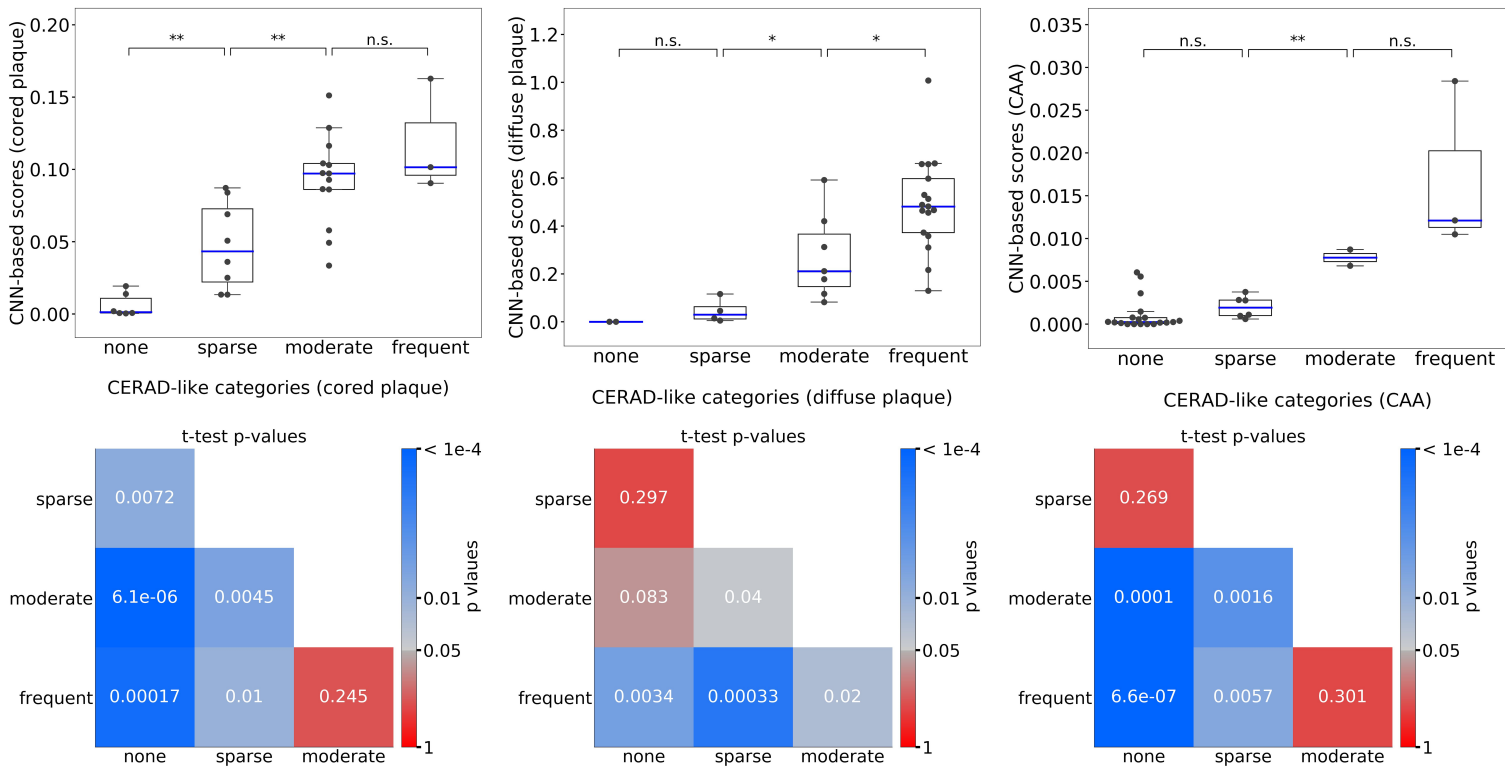 CNN-based scores (cored plaque)
0.20
0.15
0.10
0.05
0.00
** ** n.s.
none sparse moderate frequent
CERAD-like categories (cored plaque)
CNN-based scores (diffuse plaque)
1.2
1.0
0.8
0.6
0.4
0.2
0.0
n.s. * *
none sparse moderate frequent
CERAD-like categories (diffuse plaque)
CNN-based scores (CAA)
0.035
0.030
0.025
0.020
0.015
0.010
0.005
0.000
n.s. ** n.s.
none sparse moderate frequent
CERAD-like categories (CAA)
t-test p-values
sparse 0.0072
moderate 6.1e-06 0.0045
frequent 0.00017 0.01 0.245
none sparse moderate
< 1e-4
0.01
0.05
1
p vlaues
t-test p-values
sparse 0.297
moderate 0.083 0.04
frequent 0.0034 0.00033 0.02
none sparse moderate
< 1e-4
0.01
0.05
1
p vlaues
t-test p-values
sparse 0.269
moderate 0.0001 0.0016
frequent 6.6e-07 0.0057 0.301
none sparse moderate
< 1e-4
0.01
0.05
1
p vlaues